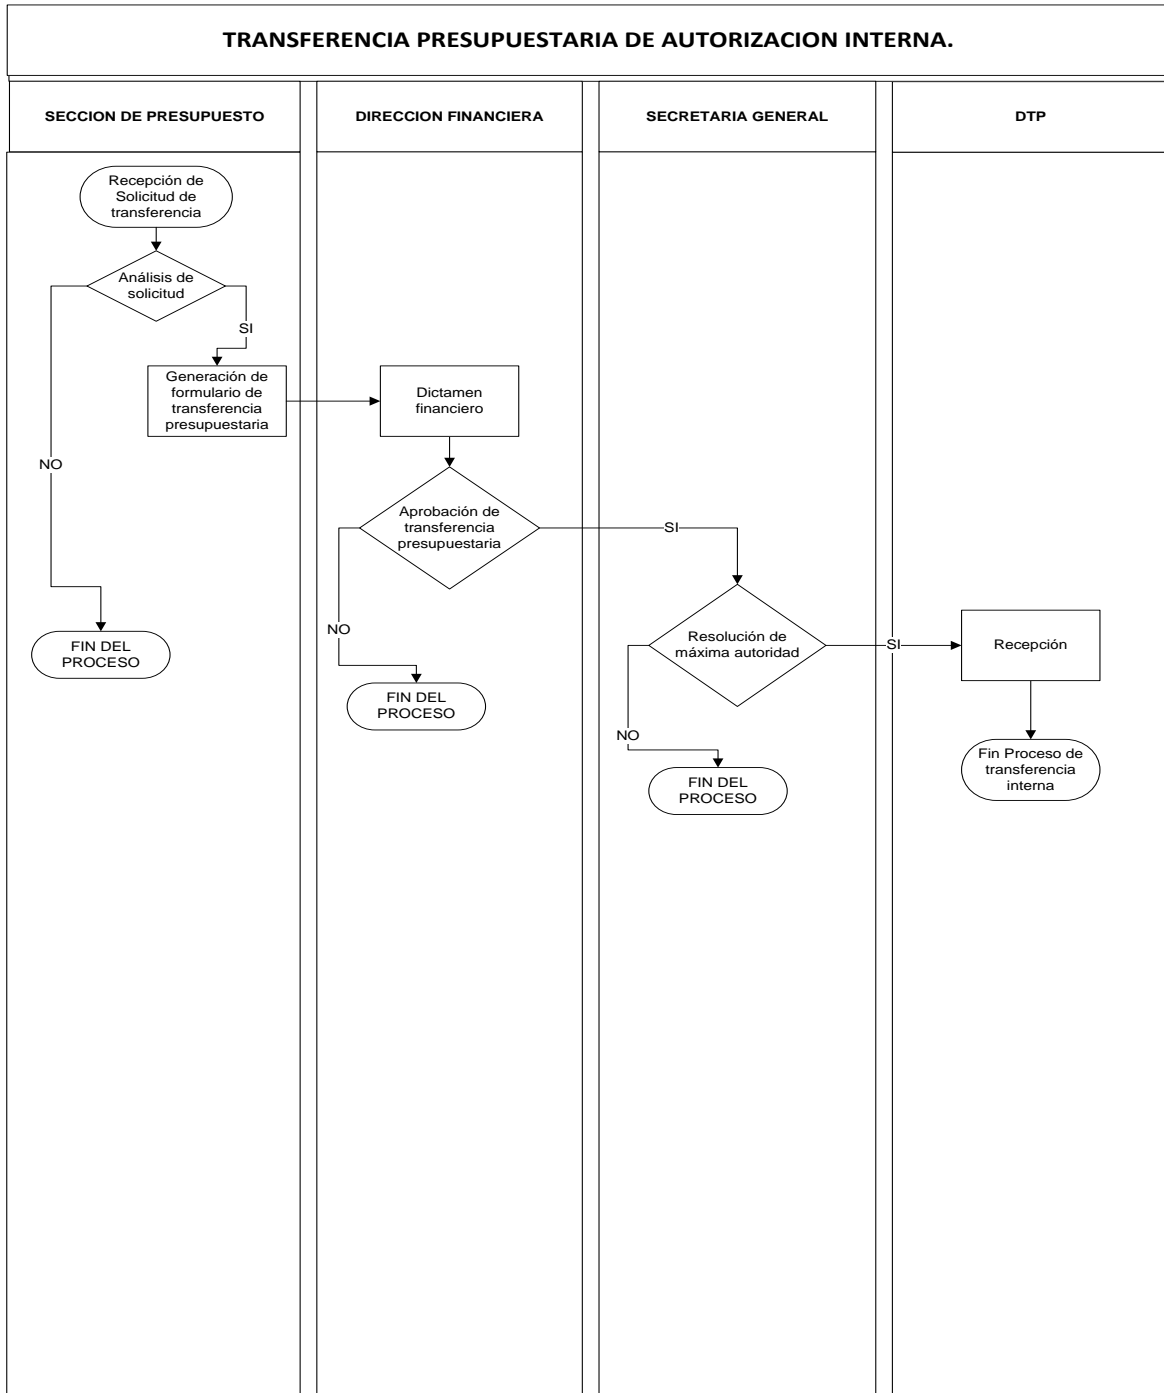 TRANSFERENCIA PRESUPUESTARIA DE AUTORIZACION INTERNA.
SECCION DE PRESUPUESTO
DIRECCION FINANCIERA
SECRETARIA GENERAL
DTP
Recepción de
Solicitud de
transferencia
Análisis de
solicitud
SI
Generación de
formulario de
transferencia
presupuestaria
NO
FIN DEL
PROCESO
Dictamen
financiero
Aprobación de
transferencia
presupuestaria
SI
NO
FIN DEL
PROCESO
Resolución de
máxima autoridad
SI
NO
FIN DEL
PROCESO
Recepción
Fin Proceso de
transferencia
interna